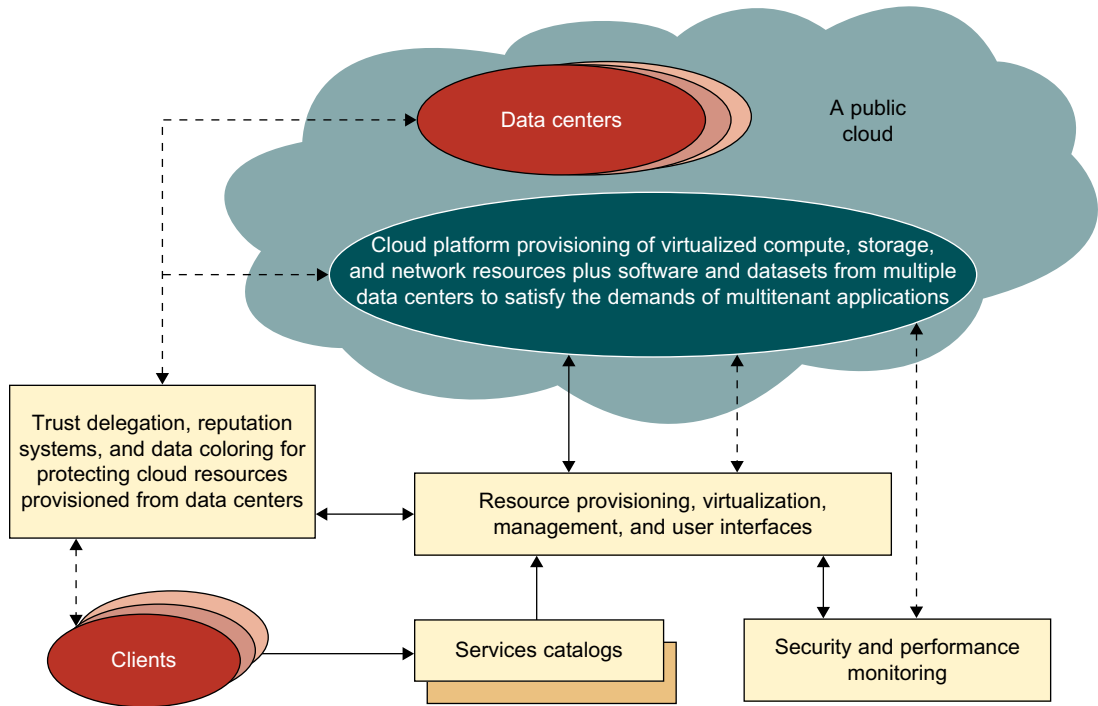 Data centers
A public
cloud
Cloud platform provisioning of virtualized compute, storage,
and network resources plus software and datasets from multiple
data centers to satisfy the demands of multitenant applications
Trust delegation, reputation
systems, and data coloring for
protecting cloud resources
provisioned from data centers
Resource provisioning, virtualization,
management, and user interfaces
Clients
Services catalogs
Security and performance
monitoring